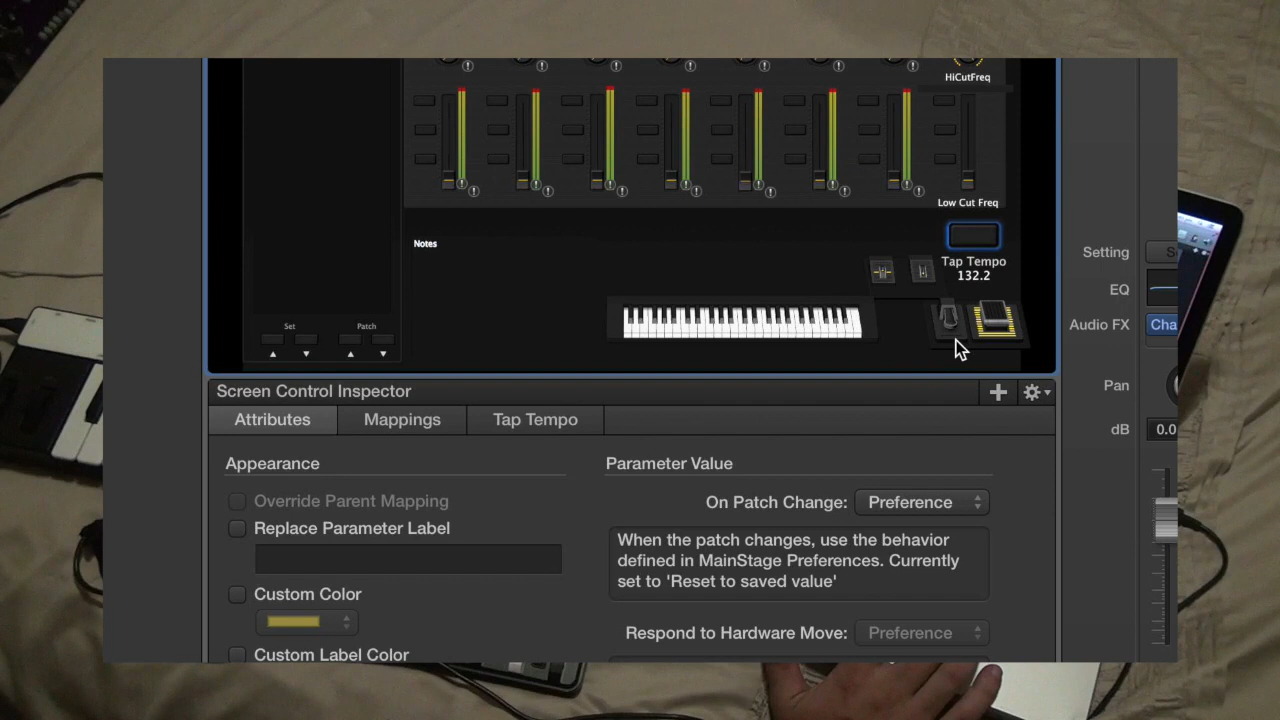 HiCutFreq
Low Cut Freq
Notes
Tap Tempo
132.2
Set
Patch
Setting
EQ
Audio FX
Cha
Pan
dB
0.0
Screen Control Inspector
Attributes
Mappings
Tap Tempo
Appearance
Override Parent Mapping
Replace Parameter Label
Custom Color
Custom Label Color
Parameter Value
On Patch Change:
Preference
When the patch changes, use the behavior
defined in MainStage Preferences. Currently
set to 'Reset to saved value'
Respond to Hardware Move:
Preference